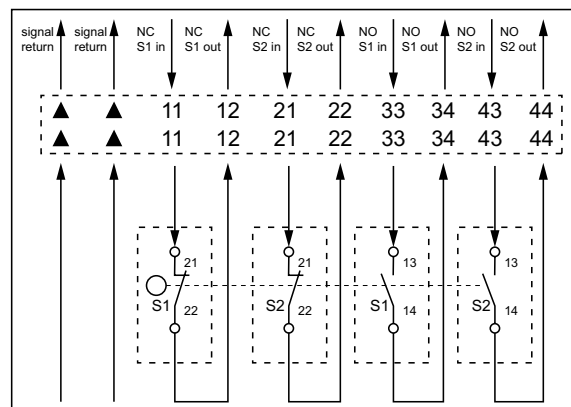 signal return
signal return
NC S1 in
NC S1 out
NC S2 in
NC S2 out
NO S1 in
NO S1 out
NO S2 in
NO S2 out
▲ ▲ 11 12 21 22 33 34 43 44
▲ ▲ 11 12 21 22 33 34 43 44
21 21 13 13
S1 S2 S1 S2
22 22 14 14